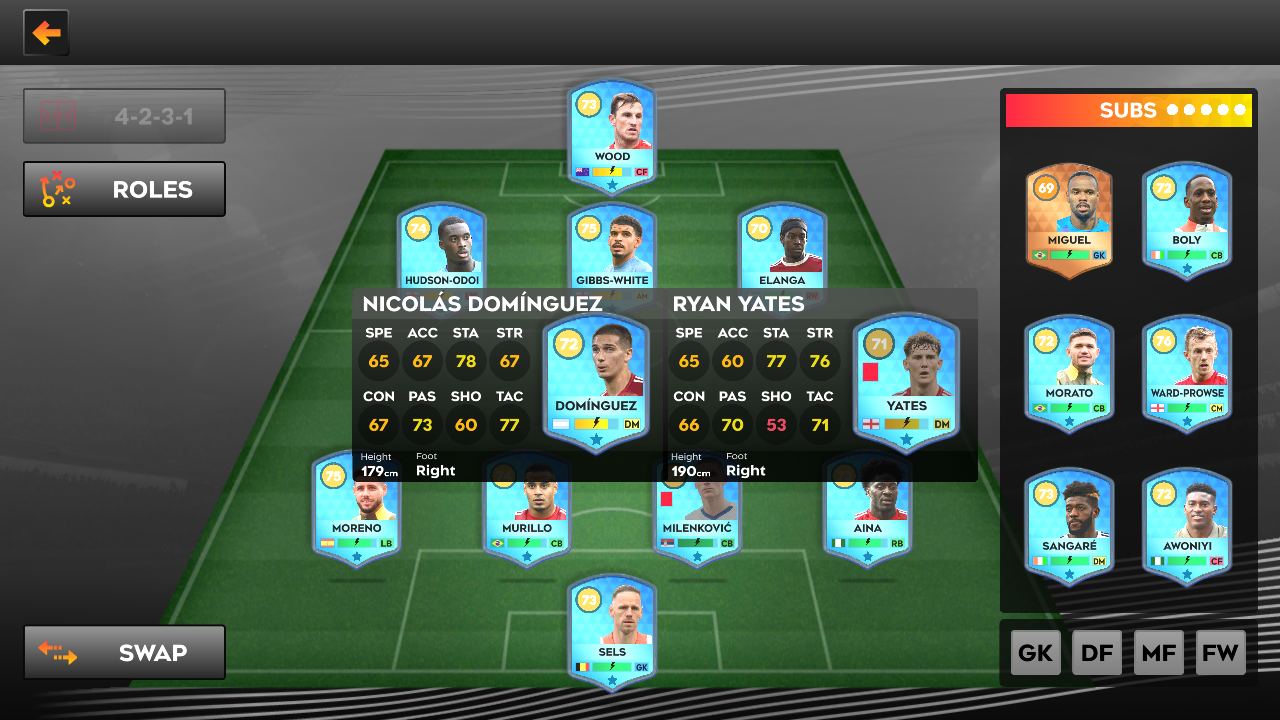 4-2-3-1
ROLES
73
WOOD
CF
74
HUDSON-ODOI
75
GIBBS-WHITE
AM
70
ELANGA
RW
NICOLÁS DOMÍNGUEZ
SPE ACC STA STR
65 67 78 67
CON PAS SHO TAC
67 73 60 77
Height Foot
179cm Right
72
DOMÍNGUEZ
DM
RYAN YATES
SPE ACC STA STR
65 60 77 76
CON PAS SHO TAC
66 70 53 71
Height Foot
190cm Right
71
YATES
DM
75
MORENO
LB
MURILLO
CB
MILENKOVIĆ
CB
AINA
RB
73
SELS
GK
SWAP
SUBS
69
MIGUEL
GK
72
BOLY
CB
72
MORATO
CB
76
WARD-PROWSE
CM
73
SANGARÉ
DM
72
AWONIYI
CF
GK DF MF FW